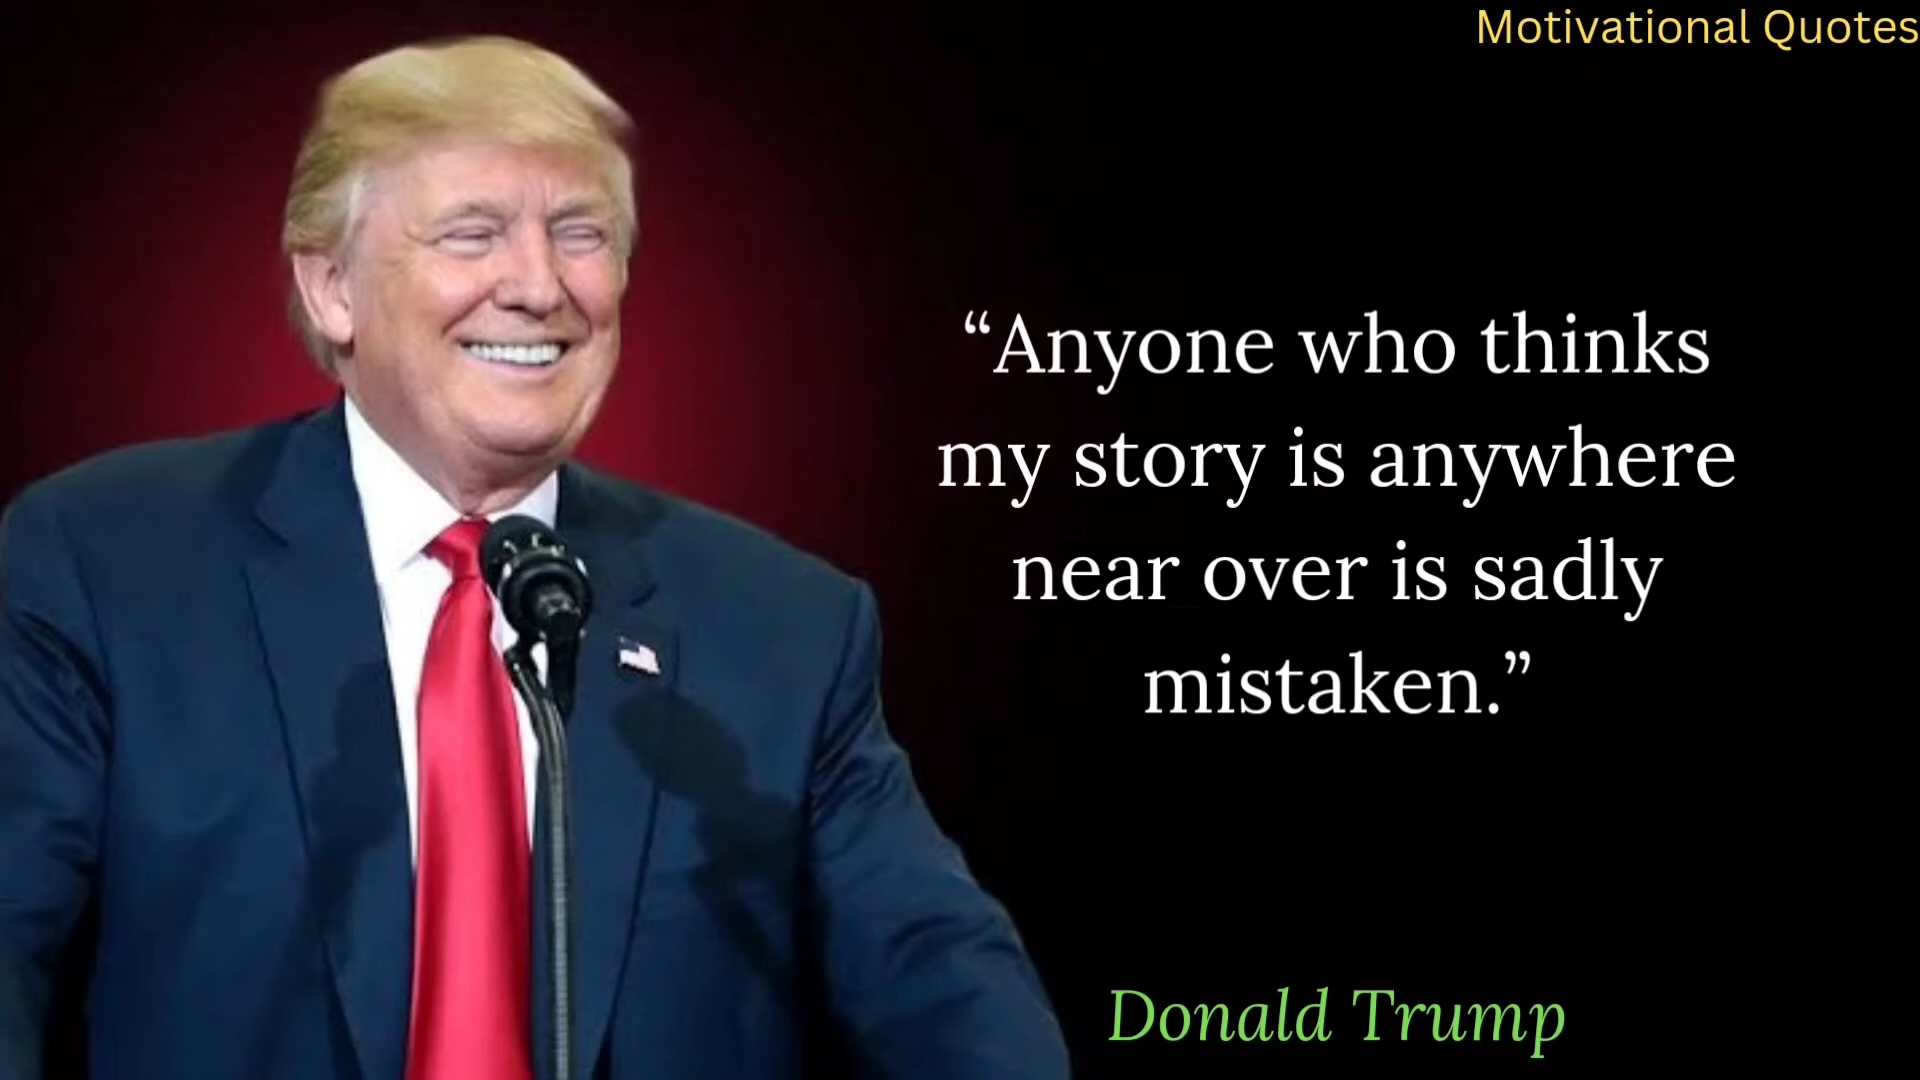 Motivational Quotes
“Anyone who thinks
my story is anywhere
near over is sadly
mistaken.”
Donald Trump